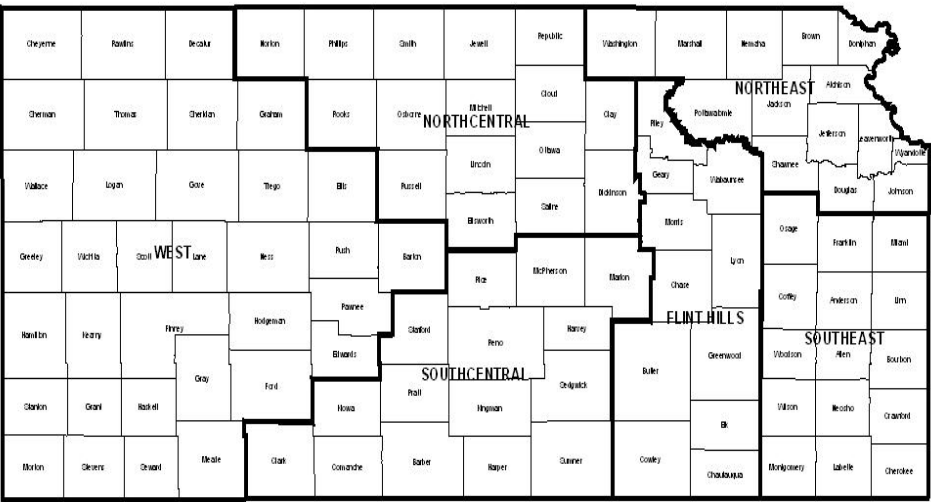 Cheyenne Rawlins Decatur Norton Phillips Smith Jewell Republic Washington Marshall Nemaha Brown Doniphan
Sherman Thomas Sheridan Graham Rooks Osborne Mitchell Cloud Clay Riley Pottawatomie Jackson Atchison
NORTHEAST
NORTHCENTRAL
Jefferson Leavenworth Wyandotte
Wallace Logan Gove Trego Ellis Russell Lincoln Ottawa Dickinson Geary Wabaunsee Shawnee Douglas Johnson
Ellsworth Saline Morris
Greeley Wichita Scott Lane Ness Rush Barton Rice McPherson Marion Chase Lyon Osage Franklin Miami
WEST
Hamilton Kearny Finney Hodgeman Pawnee Stafford Reno Harvey Coffey Anderson Linn
FLINT HILLS
Gray Ford Edwards Sedgwick Butler Greenwood Woodson Allen Bourbon
SOUTHEAST
SOUTHCENTRAL
Stanton Grant Haskell Kiowa Pratt Kingman Elk Wilson Neosho Crawford
Morton Stevens Seward Meade Clark Comanche Barber Harper Sumner Cowley Chautauqua Montgomery Labette Cherokee